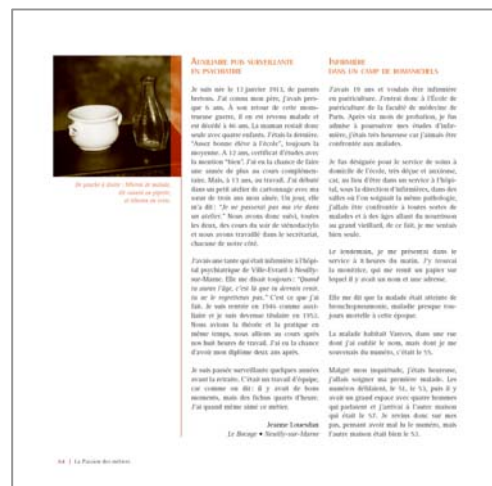 AUXILIAIRE PUIS SURVEILLANTE
EN PSYCHIATRIE
Je suis née le 13 janvier 1913, de parents
bretons. J'ai connu mon père, j'avais pres-
que 6 ans. À son retour de cette mons-
trueuse guerre, il en est revenu malade et
est décédé à 46 ans. La maman restait donc
seule avec quatre enfants. J'étais la dernière.
"Assez bonne élève à l'école", toujours la
moyenne. À 12 ans, certificat d'études avec
la mention "bien". J'ai eu la chance de faire
une année de plus au cours complémen-
taire. Mais, à 13 ans, au travail. J'ai débuté
dans un petit atelier de cartonnage avec ma
sœur de trois ans mon aînée. Un jour, elle
m'a dit : "Je ne passerai pas ma vie dans
un atelier." Nous avons donc suivi, toutes
les deux, des cours du soir de sténodactylo
et nous avons travaillé dans le secrétariat,
chacune de notre côté.
J'avais une tante qui était infirmière à l'hôpi-
tal psychiatrique de Ville-Evrard à Neuilly-
sur-Marne. Elle me disait toujours : "Quand
tu auras l'âge, c'est là que tu devrais venir,
tu ne le regretteras pas." C'est ce que j'ai
fait. Je suis rentrée en 1946 comme auxi-
liaire et je suis devenue titulaire en 1952.
Nous avions la théorie et la pratique en
même temps, nous allions au cours après
nos huit heures de travail. J'ai eu la chance
d'avoir mon diplôme deux ans après.
Je suis passée surveillante quelques années
avant la retraite. C'était un travail d'équipe,
car comme on dit : il y avait de bons
moments, mais des fichus quarts d'heure.
J'ai quand même aimé ce métier.
Jeanne Louesdon
Le Bocage • Neuilly-sur-Marne
INFIRMIÈRE
DANS UN CAMP DE ROMANICHELS
J'avais 19 ans et voulais être infirmière
en puériculture. J'entrai donc à l'École de
puériculture de la faculté de médecine de
Paris. Après six mois de probation, je fus
admise à poursuivre mes études d'infir-
mière, j'étais très heureuse car j'aimais être
confrontée aux malades.
Je fus désignée pour le service de soins à
domicile de l'école, très déçue et anxieuse,
car, au lieu d'être dans un service à l'hôpi-
tal, sous la direction d'infirmières, dans des
salles où l'on soignait la même pathologie,
j'allais être confrontée à toutes sortes de
malades et à des âges allant du nourrisson
au grand vieillard, de ce fait, je me sentais
bien seule.
Le lendemain, je me présentai dans le
service à 8 heures du matin. J'y trouvai
la monitrice, qui me remit un papier sur
lequel il y avait un nom et une adresse.
Elle me dit que la malade était atteinte de
bronchopneumonie, maladie presque tou-
jours mortelle à cette époque.
La malade habitait Vanves, dans une rue
dont j'ai oublié le nom, mais dont je me
souvenais du numéro, c'était le 55.
Malgré mon inquiétude, j'étais heureuse,
j'allais soigner ma première malade. Les
numéros défilaient, le 51, le 53, puis il y
avait un grand espace avec quatre hommes
qui parlaient et j'arrivai à l'autre maison
qui était le 57. Je revins donc sur mes
pas, pensant avoir mal lu le numéro, mais
l'autre maison était bien le 53.
De gauche à droite : Biberon de malade,
dit canard ou pipette,
et biberon en verre.
64 | La Passion des métiers